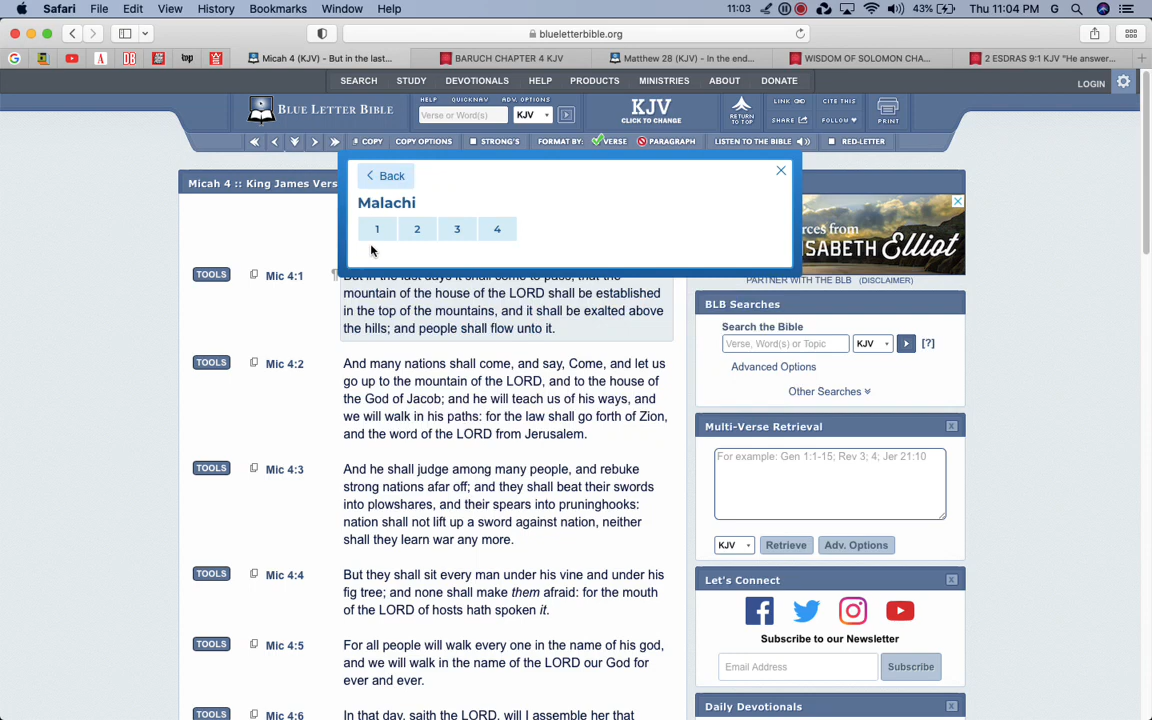 Safari File Edit View History Bookmarks Window Help 11:03 43% Thu 11:04 PM G
blueletterbible.org
Micah 4 (KJV) - But in the last... BARUCH CHAPTER 4 KJV Matthew 28 (KJV) - In the end... WISDOM OF SOLOMON CHA... 2 ESDRAS 9:1 KJV "He answer...
SEARCH STUDY DEVOTIONALS HELP PRODUCTS MINISTRIES ABOUT DONATE LOGIN
BLUE LETTER BIBLE
HELP QUICKNAV ADV. OPTIONS
Verse or Word(s) KJV
KJV
CLICK TO CHANGE
RETURN
TO TOP
LINK CITE THIS
SHARE FOLLOW PRINT
COPY COPY OPTIONS STRONG'S FORMAT BY: VERSE PARAGRAPH LISTEN TO THE BIBLE RED-LETTER
Back
Micah 4 :: King James Vers
Malachi
1 2 3 4
rces from
ISABETH Elliot
PARTNER WITH THE BLB (DISCLAIMER)
TOOLS Mic 4:1 ¶ But in the last days it shall come to pass, that the
mountain of the house of the LORD shall be established
in the top of the mountains, and it shall be exalted above
the hills; and people shall flow unto it.
TOOLS Mic 4:2 And many nations shall come, and say, Come, and let us
go up to the mountain of the LORD, and to the house of
the God of Jacob; and he will teach us of his ways, and
we will walk in his paths: for the law shall go forth of Zion,
and the word of the LORD from Jerusalem.
TOOLS Mic 4:3 And he shall judge among many people, and rebuke
strong nations afar off; and they shall beat their swords
into plowshares, and their spears into pruninghooks:
nation shall not lift up a sword against nation, neither
shall they learn war any more.
TOOLS Mic 4:4 But they shall sit every man under his vine and under his
fig tree; and none shall make them afraid: for the mouth
of the LORD of hosts hath spoken it.
TOOLS Mic 4:5 For all people will walk every one in the name of his god,
and we will walk in the name of the LORD our God for
ever and ever.
TOOLS Mic 4:6 In that day, saith the LORD, will I assemble her that
BLB Searches
Search the Bible
Verse, Word(s) or Topic KJV [?]
Advanced Options
Other Searches
Multi-Verse Retrieval X
For example: Gen 1:1-15; Rev 3; 4; Jer 21:10
KJV Retrieve Adv. Options
Let's Connect X
Subscribe to our Newsletter
Email Address Subscribe
Daily Devotionals X